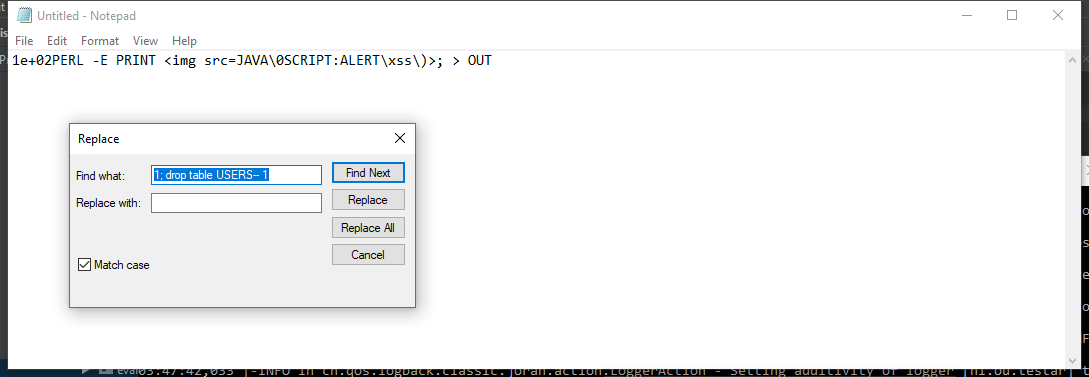 Untitled - Notepad
File Edit Format View Help
1e+02PERL -E PRINT <img src=JAVA\0SCRIPT:ALERT\xss\)>; > OUT
Replace
Find what: 1; drop table USERS-- 1 Find Next
Replace with: Replace
Replace All
Cancel
Match case
eval03:47:42,033 |-INFO in ch.qos.logback.classic.joran.action.LoggerAction - Setting additivity of logger [nl.ou.testar] t